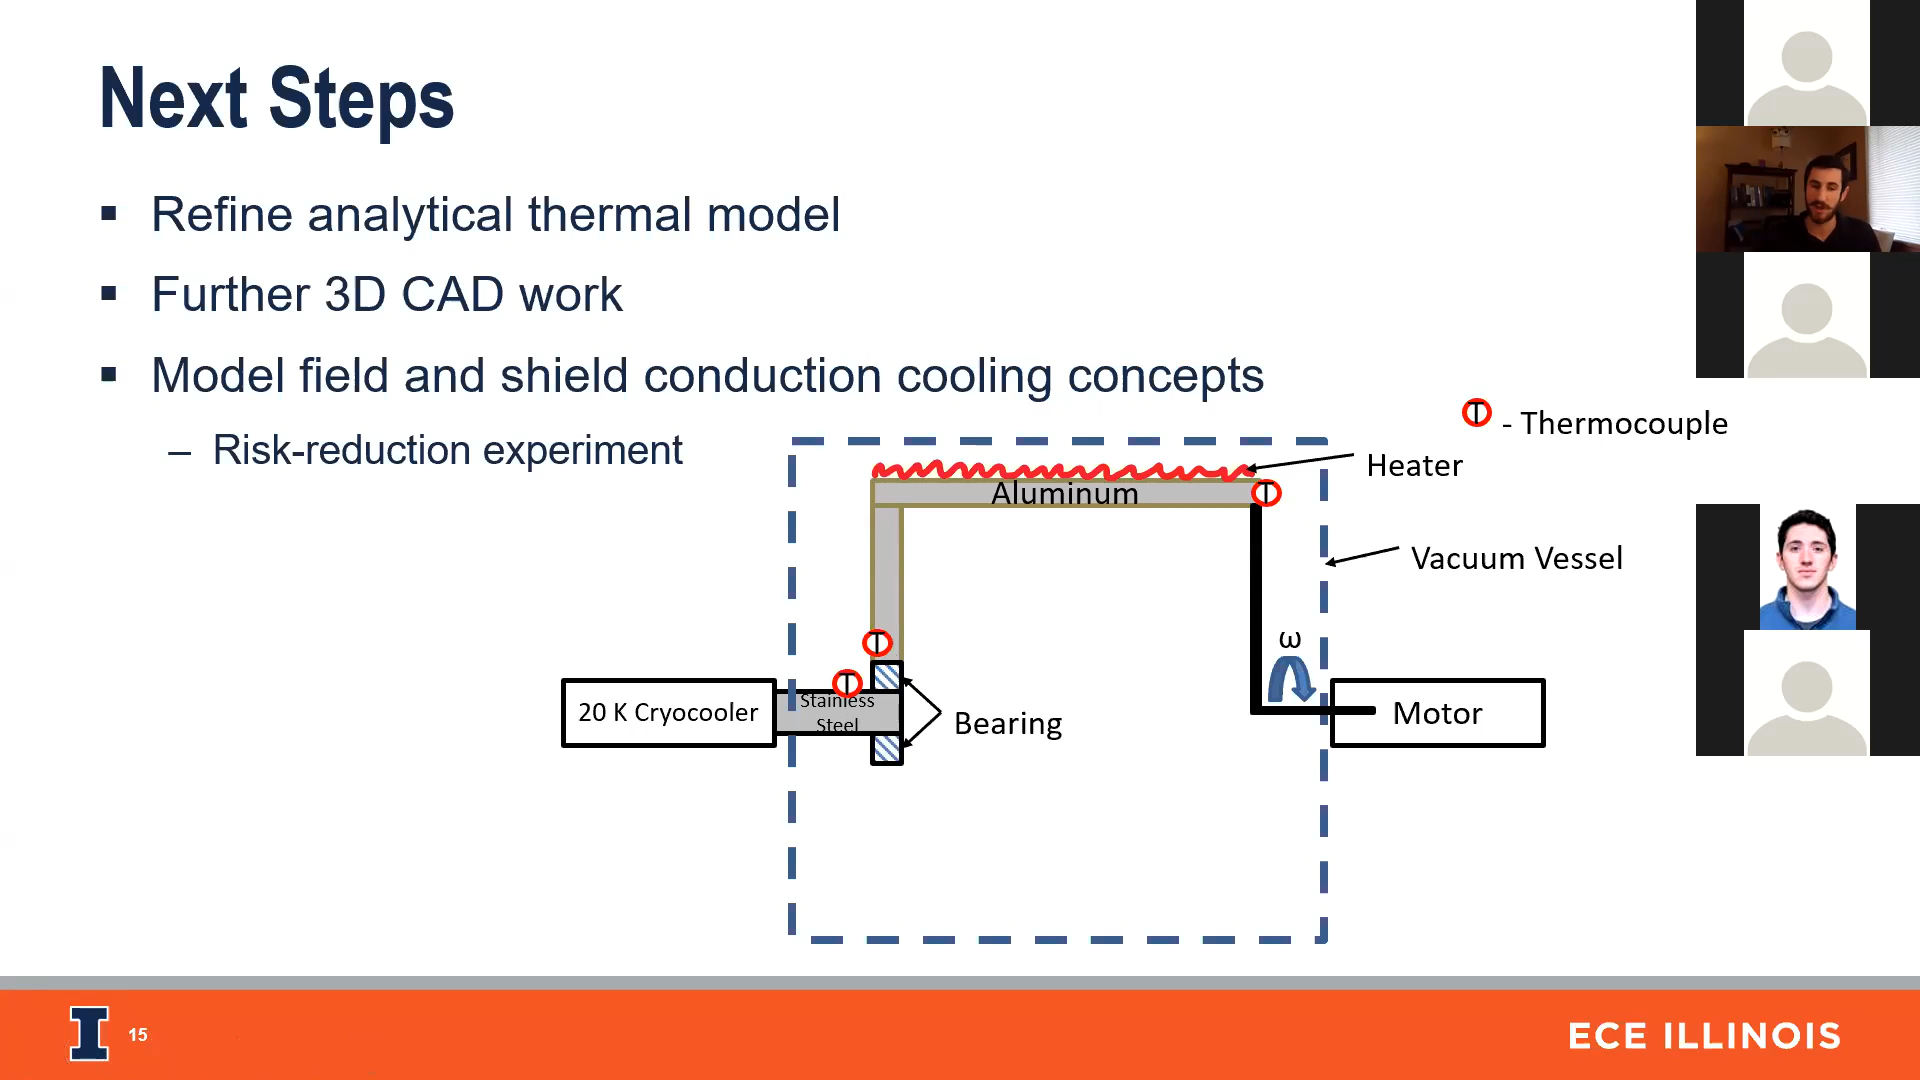 Next Steps
▪ Refine analytical thermal model
▪ Further 3D CAD work
▪ Model field and shield conduction cooling concepts
– Risk-reduction experiment
T - Thermocouple
Heater
Aluminum
T
Vacuum Vessel
ω
T
T
20 K Cryocooler
Stainless
Steel
Bearing
Motor
I
15
ECE ILLINOIS